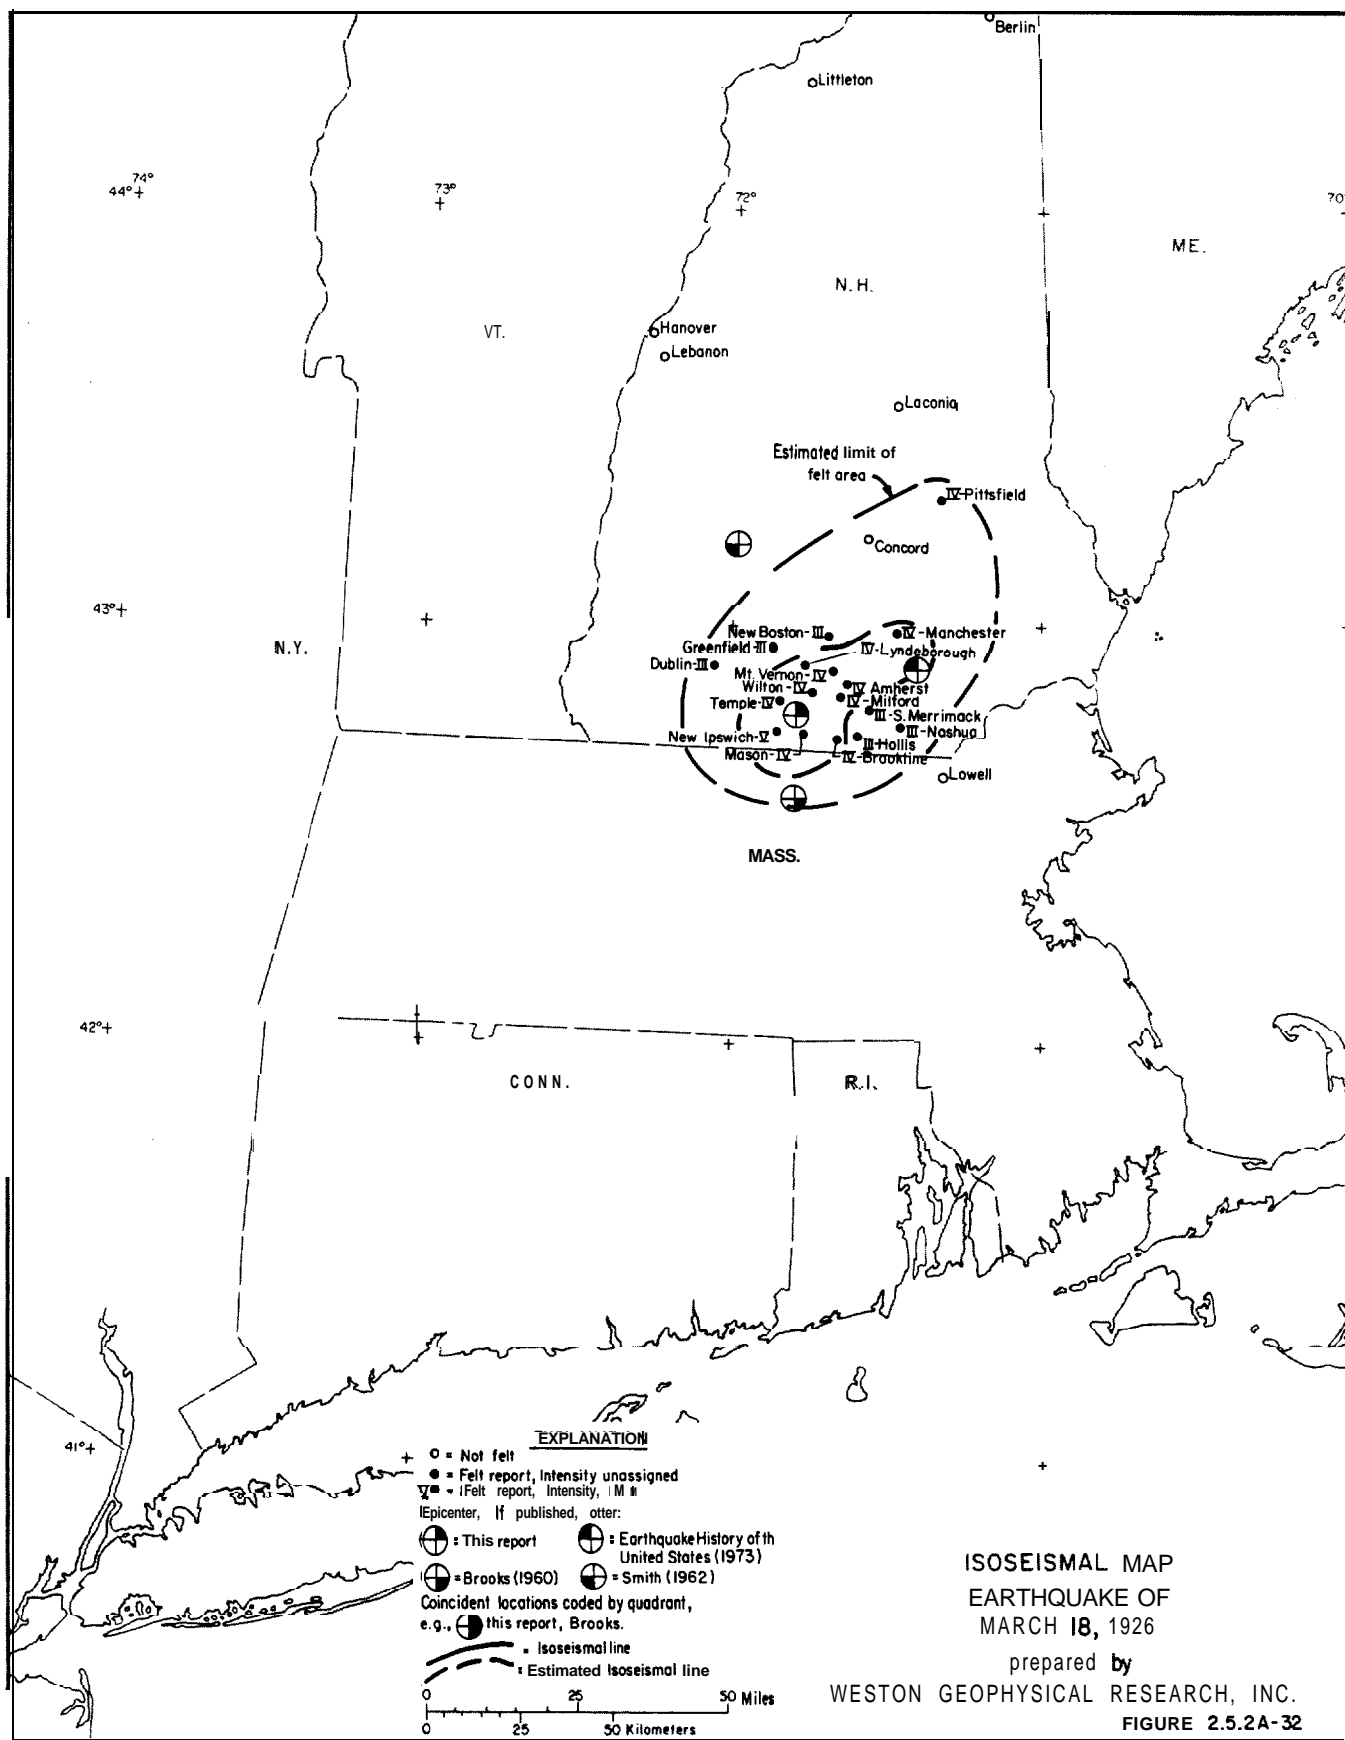 Berlin
Littleton
74°
44°
73°
72°
70°
ME.
N.H.
VT.
Hanover
Lebanon
Laconia
Estimated limit of
felt area
IV-Pittsfield
Concord
43°
N.Y.
New Boston-III
IV-Manchester
Greenfield-III
IV-Lyndeborough
Dublin-III
Mt. Vernon-IV
Wilton-IV
IV Amherst
Temple-IV
IV-Milford
III-S. Merrimack
New Ipswich-V
III-Nashua
III-Hollis
Mason-IV
IV-Brookline
Lowell
MASS.
42°
CONN.
R.I.
41°
EXPLANATION
= Not felt
= Felt report, Intensity unassigned
V = Felt report, Intensity,
Epicenter, If published, otter:
= This report
= Earthquake History of th
United States (1973)
= Brooks (1960)
= Smith (1962)
Coincident locations coded by quadrant,
e.g., this report, Brooks.
= Isoseismal line
= Estimated Isoseismal line
0 25 50 Miles
0 25 50 Kilometers
ISOSEISMAL MAP
EARTHQUAKE OF
MARCH 18, 1926
prepared by
WESTON GEOPHYSICAL RESEARCH, INC.
FIGURE 2.5.2A-32